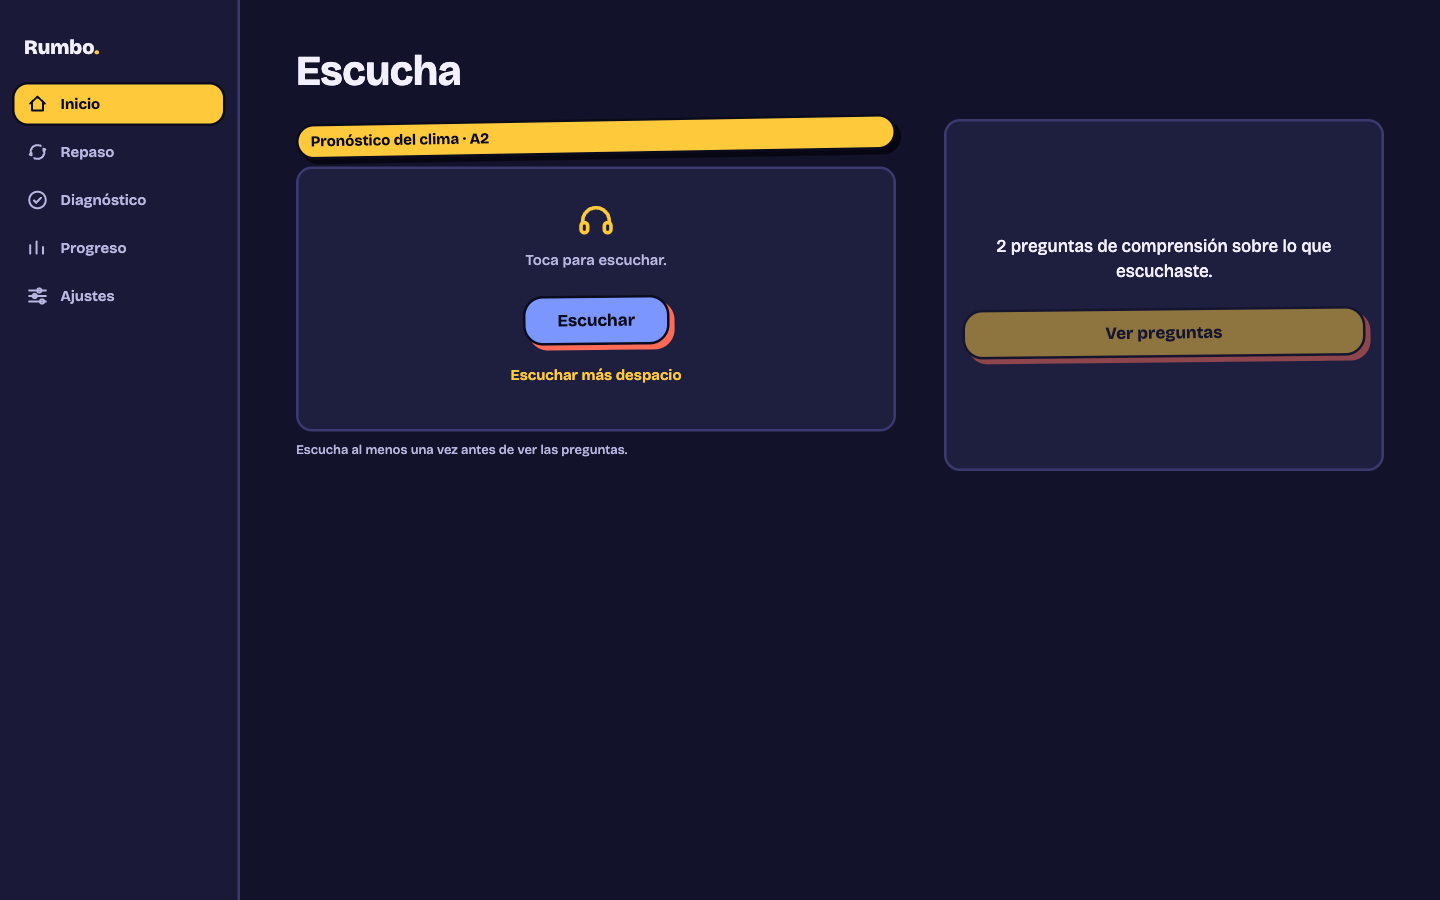 Rumbo.
Inicio
Repaso
Diagnóstico
Progreso
Ajustes
Escucha
Pronóstico del clima · A2
Toca para escuchar.
Escuchar
Escuchar más despacio
Escucha al menos una vez antes de ver las preguntas.
2 preguntas de comprensión sobre lo que
escuchaste.
Ver preguntas